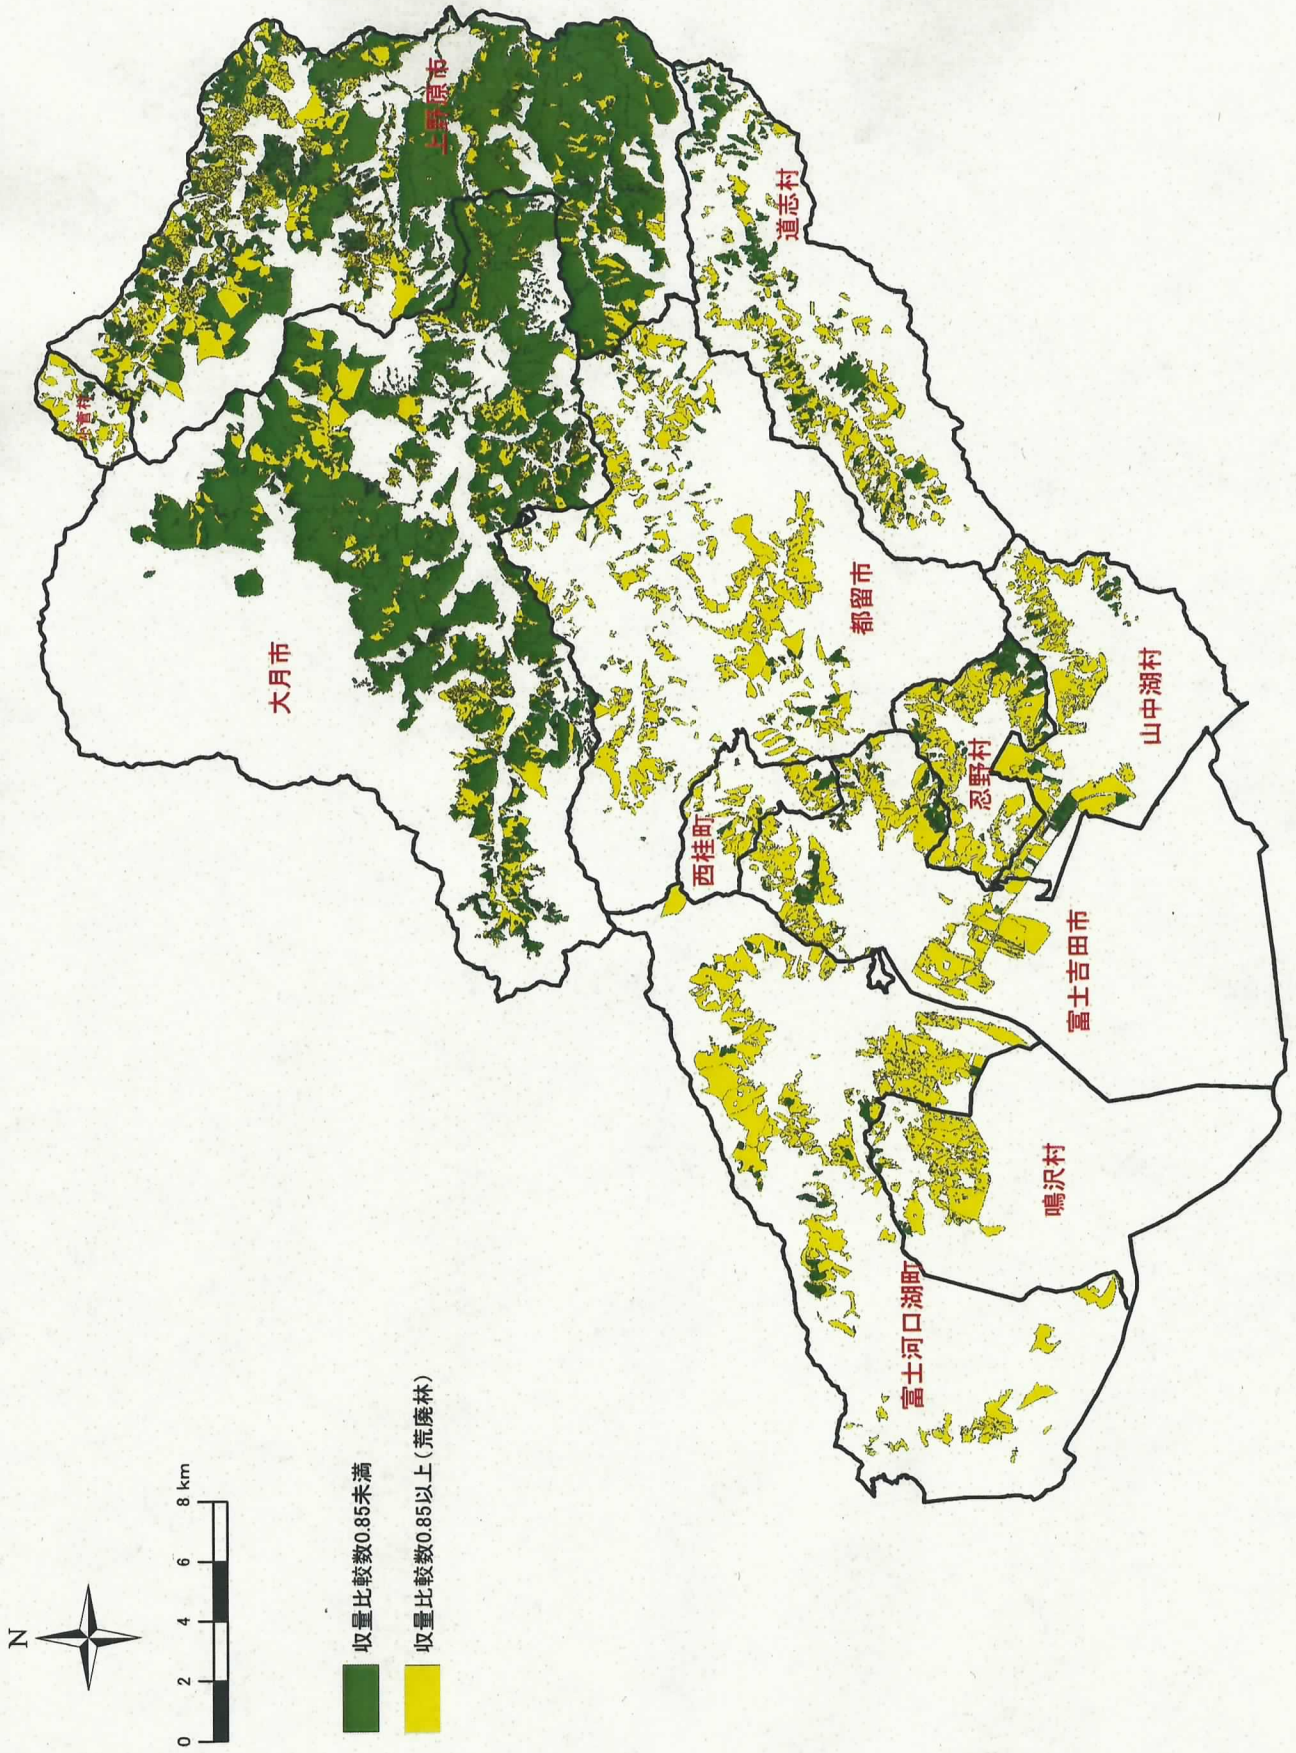 N
0 2 4 6 8 km
収量比較数0.85未満
収量比較数0.85以上(荒廃林)
小菅村
上野原市
大月市
道志村
都留市
西桂町
忍野村
山中湖村
富士吉田市
富士河口湖町
鳴沢村